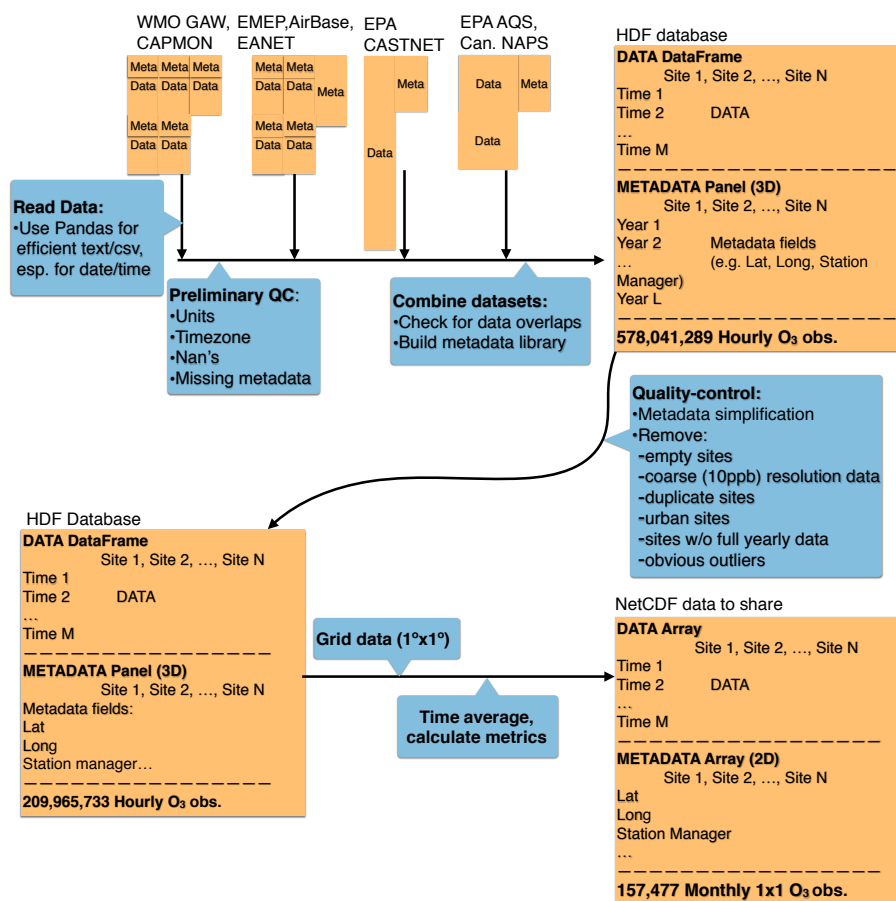 WMO GAW,
CAPMON
EMEP,AirBase,
EANET
EPA
CASTNET
EPA AQS,
Can. NAPS
Meta Meta Meta
Data Data Data
Meta Meta
Data Data
Meta Meta
Data Data
Meta
Meta Meta
Data Data
Meta
Data
Data
Meta
Data
HDF database
DATA DataFrame
Site 1, Site 2, ..., Site N
Time 1
Time 2 DATA
...
Time M
METADATA Panel (3D)
Site 1, Site 2, ..., Site N
Year 1
Year 2 Metadata fields
... (e.g. Lat, Long, Station
Manager)
Year L
578,041,289 Hourly O₃ obs.
Read Data:
•Use Pandas for
efficient text/csv,
esp. for date/time
Preliminary QC:
•Units
•Timezone
•Nan's
•Missing metadata
Combine datasets:
•Check for data overlaps
•Build metadata library
Quality-control:
•Metadata simplification
•Remove:
-empty sites
-coarse (10ppb) resolution data
-duplicate sites
-urban sites
-sites w/o full yearly data
-obvious outliers
HDF Database
DATA DataFrame
Site 1, Site 2, ..., Site N
Time 1
Time 2 DATA
...
Time M
METADATA Panel (3D)
Site 1, Site 2, ..., Site N
Metadata fields:
Lat
Long
Station manager...
209,965,733 Hourly O₃ obs.
Grid data (1ºx1º)
Time average,
calculate metrics
NetCDF data to share
DATA Array
Site 1, Site 2, ..., Site N
Time 1
Time 2 DATA
...
Time M
METADATA Array (2D)
Site 1, Site 2, ..., Site N
Lat
Long
Station Manager
...
157,477 Monthly 1x1 O₃ obs.